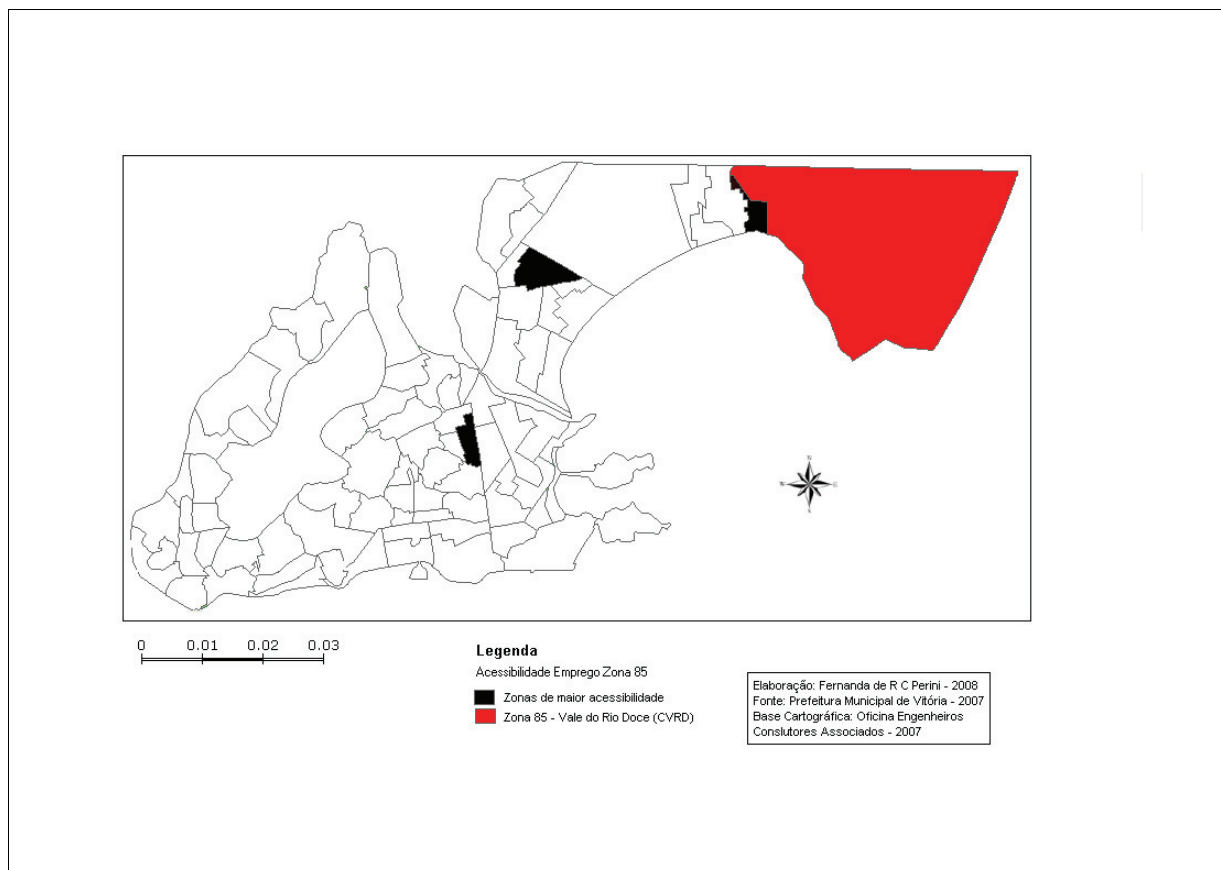 0 0.01 0.02 0.03
Legenda
Acessibilidade Emprego Zona 85
Zonas de maior acessibilidade
Zona 85 - Vale do Rio Doce (CVRD)
Elaboração: Fernanda de R C Perini - 2008
Fonte: Prefeitura Municipal de Vitória - 2007
Base Cartográfica: Oficina Engenheiros
Conslutores Associados - 2007